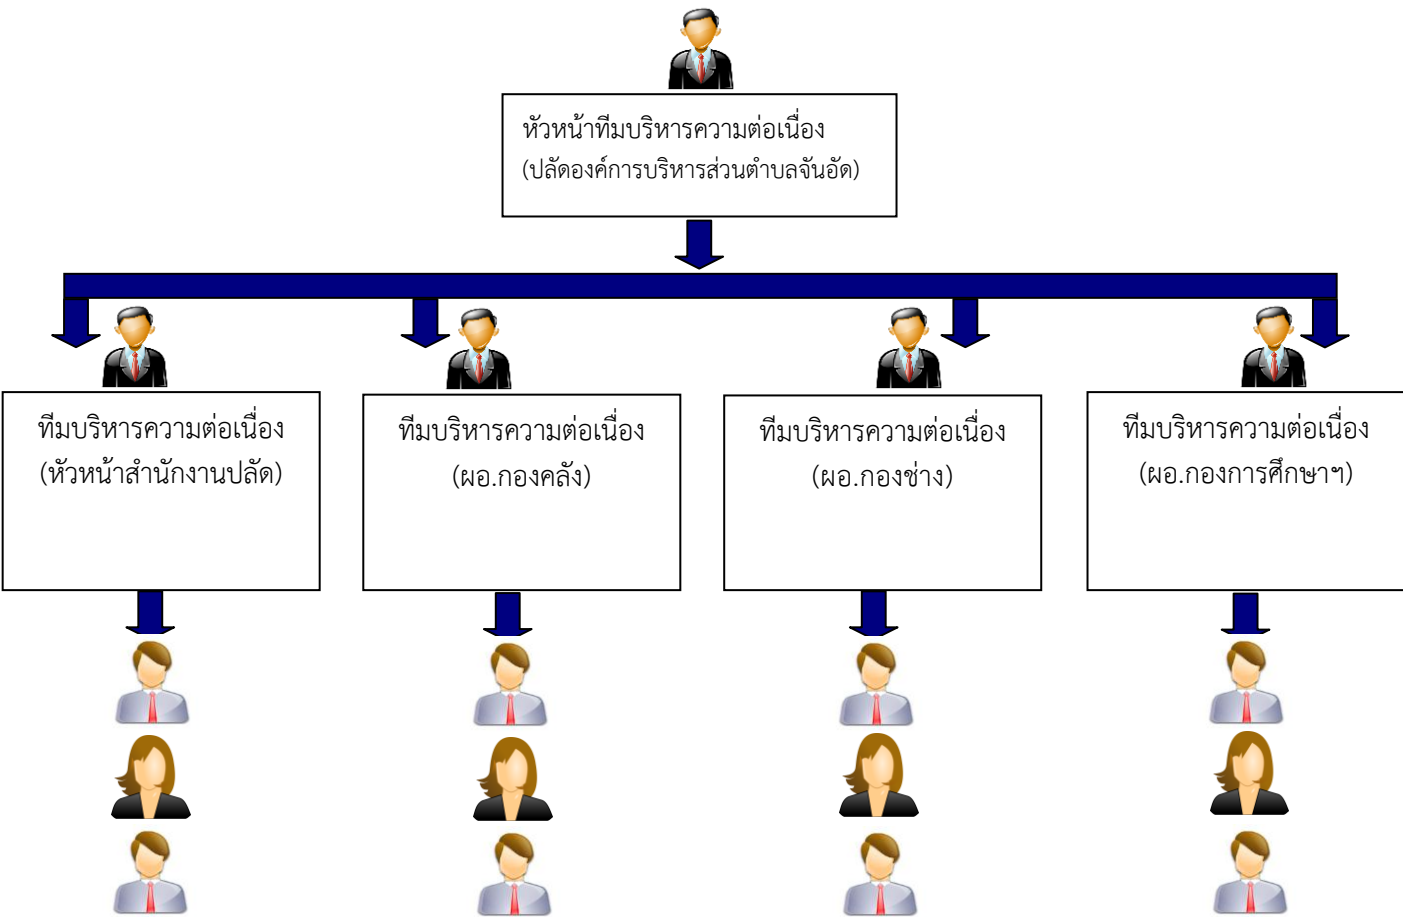 หัวหน้าทีมบริหารความต่อเนื่อง
(ปลัดองค์การบริหารส่วนตำบลจันอัด)
ทีมบริหารความต่อเนื่อง
(หัวหน้าสำนักงานปลัด)
ทีมบริหารความต่อเนื่อง
(ผอ.กองคลัง)
ทีมบริหารความต่อเนื่อง
(ผอ.กองช่าง)
ทีมบริหารความต่อเนื่อง
(ผอ.กองการศึกษาฯ)